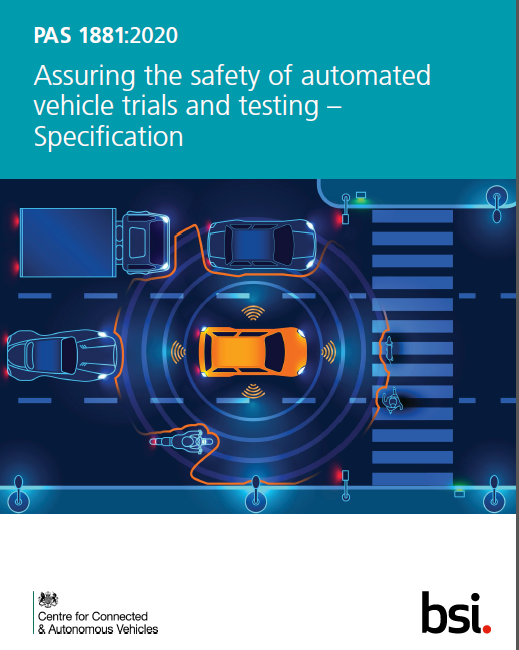 PAS 1881:2020
Assuring the safety of automated
vehicle trials and testing –
Specification
Centre for Connected
& Autonomous Vehicles
bsi.